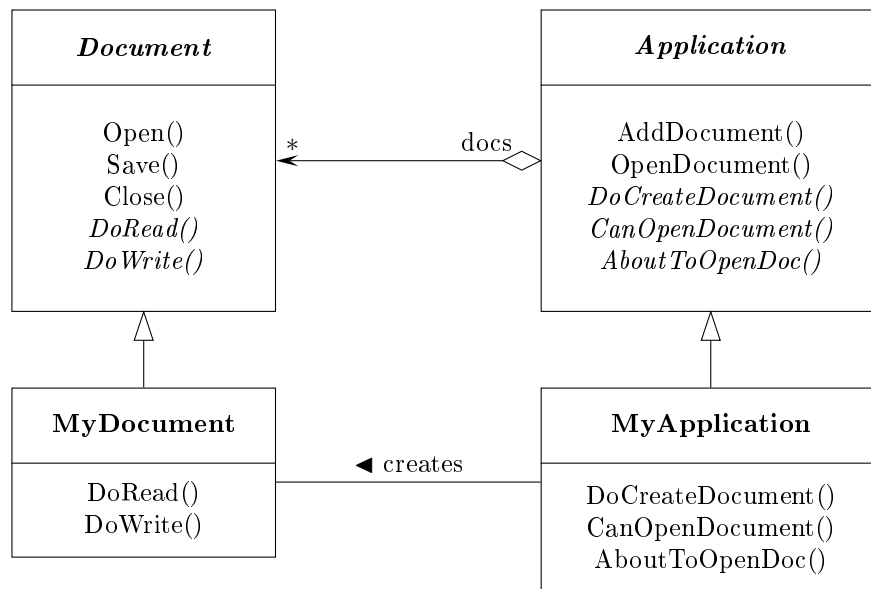 Document
Open()
Save()
Close()
DoRead()
DoWrite()
* docs
Application
AddDocument()
OpenDocument()
DoCreateDocument()
CanOpenDocument()
AboutToOpenDoc()
MyDocument
DoRead()
DoWrite()
◄ creates
MyApplication
DoCreateDocument()
CanOpenDocument()
AboutToOpenDoc()